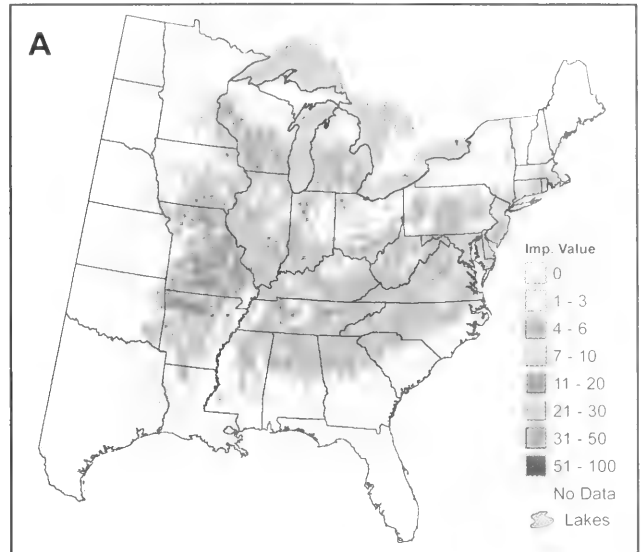 A
Imp. Value
0
1 - 3
4 - 6
7 - 10
11 - 20
21 - 30
31 - 50
51 - 100
No Data
Lakes